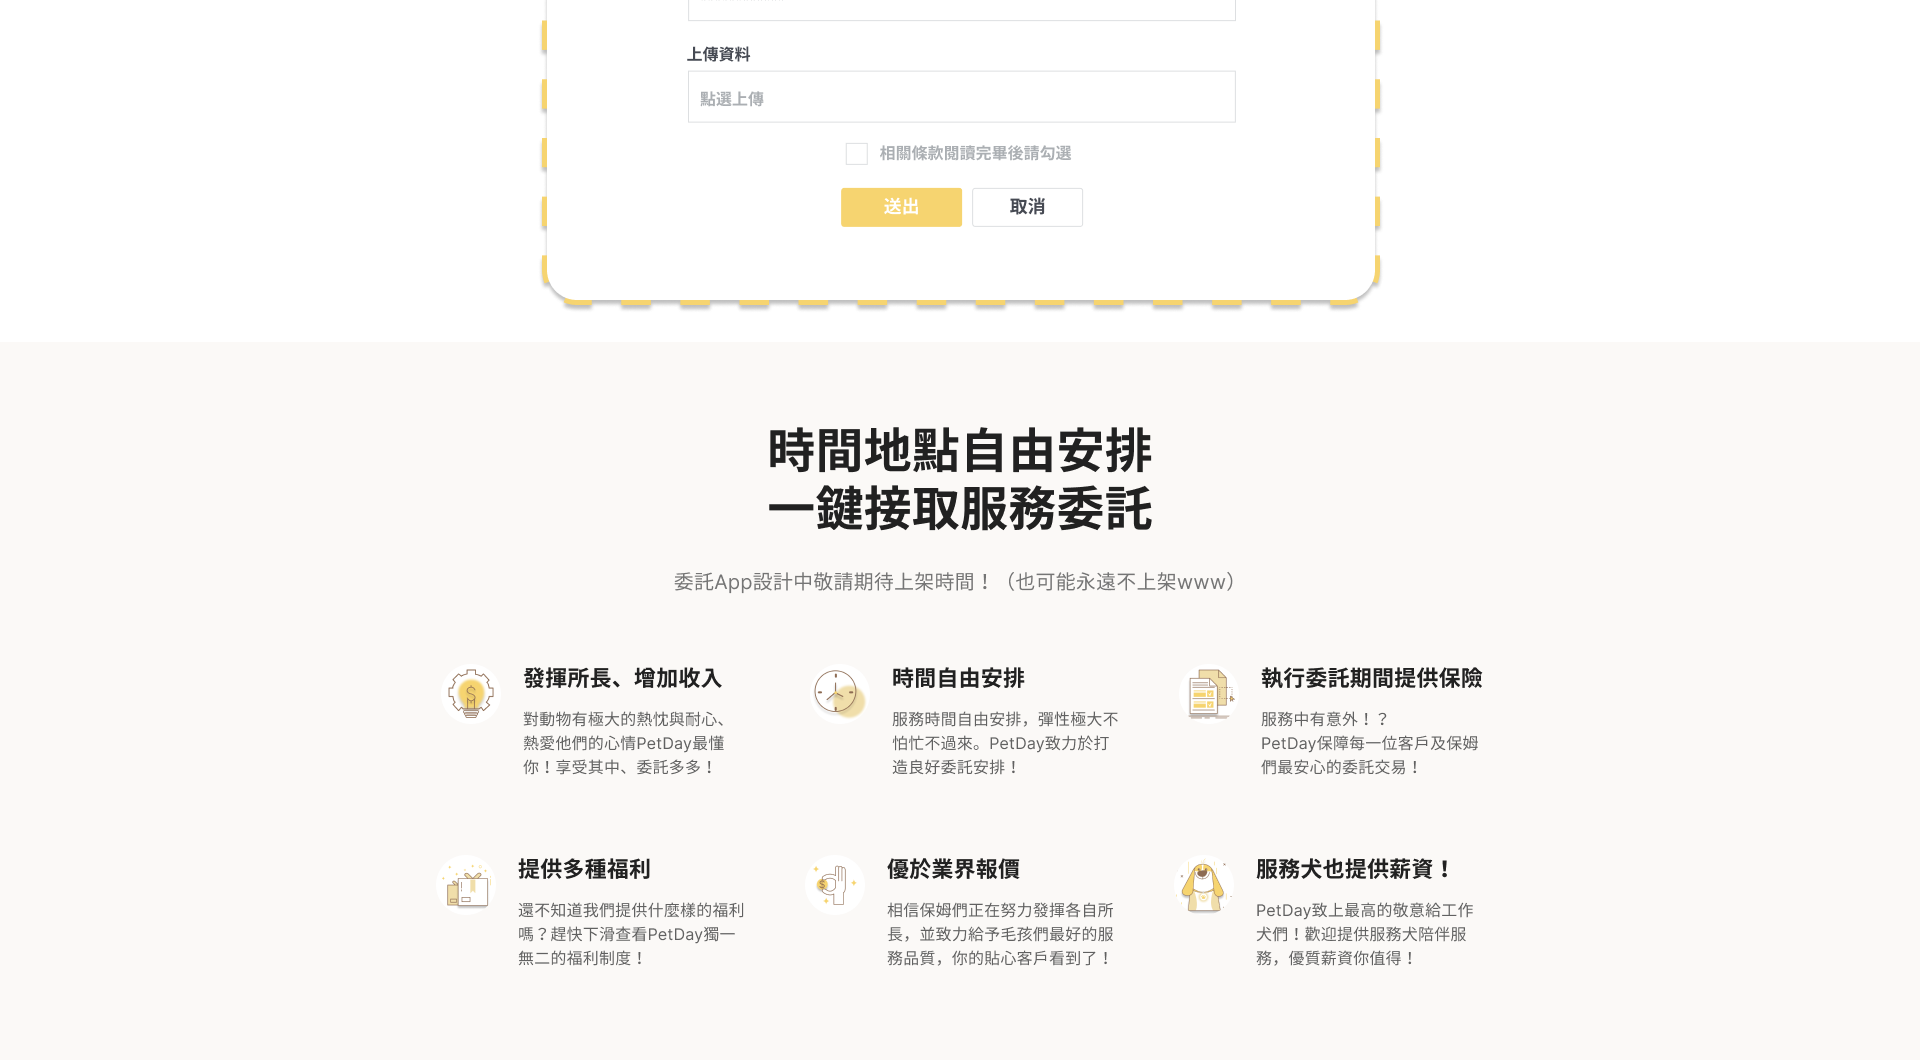 上傳資料
點選上傳
相關條款閱讀完畢後請勾選
送出
取消
時間地點自由安排
一鍵接取服務委託
委託App設計中敬請期待上架時間！（也可能永遠不上架www）
發揮所長、增加收入
對動物有極大的熱忱與耐心、
熱愛他們的心情PetDay最懂
你！享受其中、委託多多！
時間自由安排
服務時間自由安排，彈性極大不
怕忙不過來。PetDay致力於打
造良好委託安排！
執行委託期間提供保險
服務中有意外！？
PetDay保障每一位客戶及保姆
們最安心的委託交易！
提供多種福利
還不知道我們提供什麼樣的福利
嗎？趕快下滑查看PetDay獨一
無二的福利制度！
優於業界報價
相信保姆們正在努力發揮各自所
長，並致力給予毛孩們最好的服
務品質，你的貼心客戶看到了！
服務犬也提供薪資！
PetDay致上最高的敬意給工作
犬們！歡迎提供服務犬陪伴服
務，優質薪資你值得！